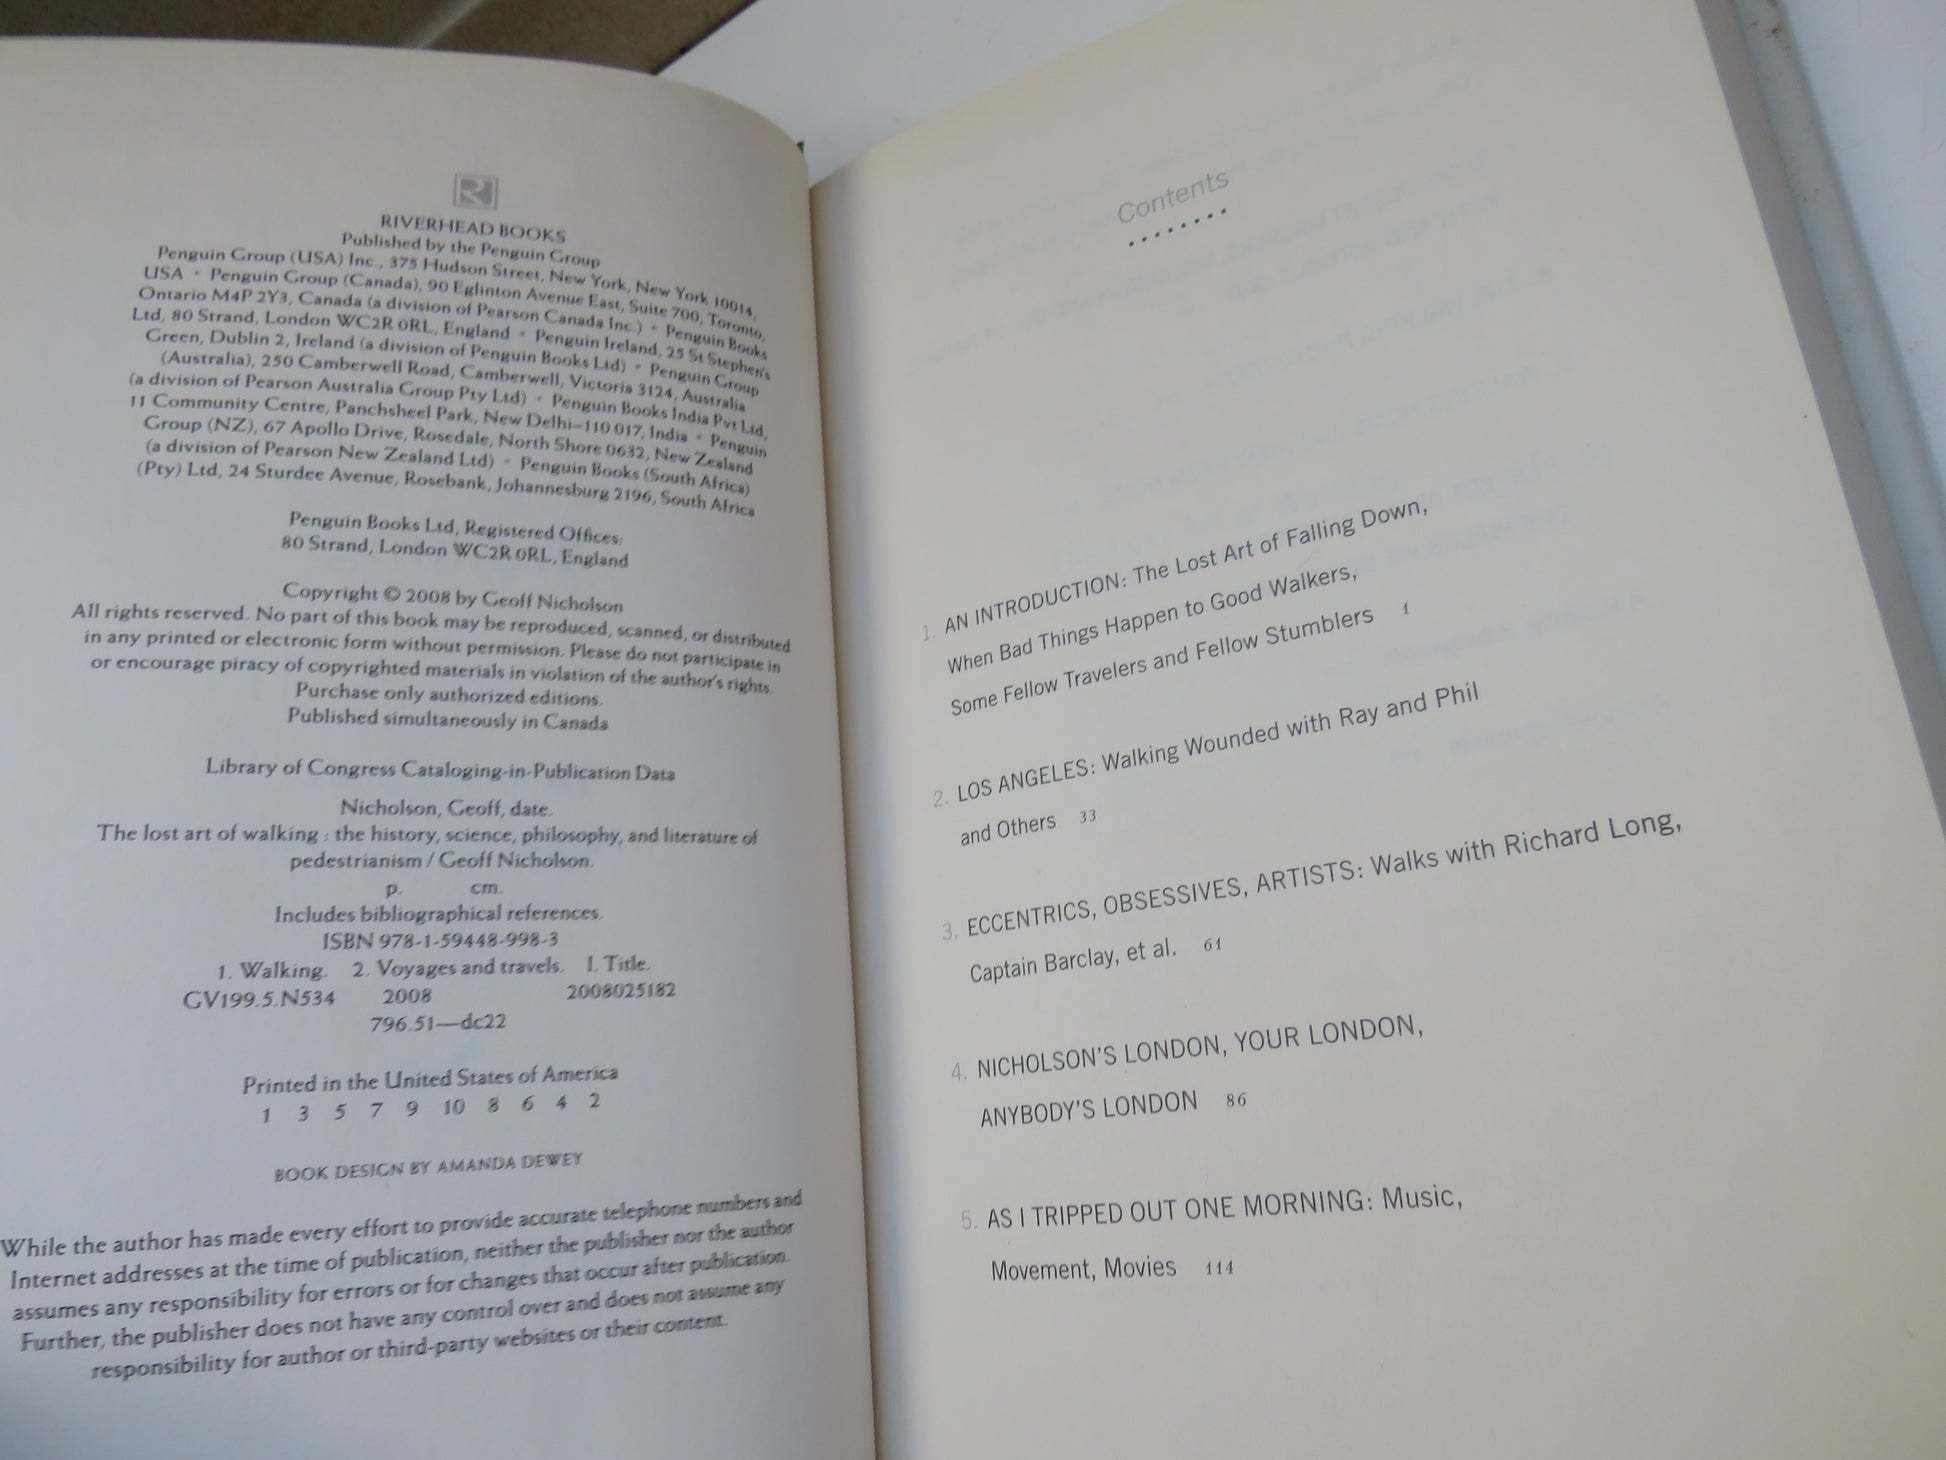 R
RIVERHEAD BOOKS
Published by the Penguin Group
Penguin Group (USA) Inc., 375 Hudson Street, New York, New York 10014,
USA • Penguin Group (Canada), 90 Eglinton Avenue East, Suite 700, Toronto,
Ontario M4P 2Y3, Canada (a division of Pearson Canada Inc.) • Penguin Books
Ltd, 80 Strand, London WC2R 0RL, England • Penguin Ireland, 25 St Stephen's
Green, Dublin 2, Ireland (a division of Penguin Books Ltd) • Penguin Group
(Australia), 250 Camberwell Road, Camberwell, Victoria 3124, Australia
(a division of Pearson Australia Group Pty Ltd) • Penguin Books India Pvt Ltd,
11 Community Centre, Panchsheel Park, New Delhi–110 017, India • Penguin
Group (NZ), 67 Apollo Drive, Rosedale, North Shore 0632, New Zealand
(a division of Pearson New Zealand Ltd) • Penguin Books (South Africa)
(Pty) Ltd, 24 Sturdee Avenue, Rosebank, Johannesburg 2196, South Africa
Penguin Books Ltd, Registered Offices:
80 Strand, London WC2R 0RL, England
Copyright © 2008 by Geoff Nicholson
All rights reserved. No part of this book may be reproduced, scanned, or distributed
in any printed or electronic form without permission. Please do not participate in
or encourage piracy of copyrighted materials in violation of the author's rights.
Purchase only authorized editions.
Published simultaneously in Canada
Library of Congress Cataloging-in-Publication Data
Nicholson, Geoff, date.
The lost art of walking : the history, science, philosophy, and literature of
pedestrianism / Geoff Nicholson.
p. cm.
Includes bibliographical references.
ISBN 978-1-59448-998-3
1. Walking. 2. Voyages and travels. I. Title.
GV199.5.N534 2008 2008025182
796.51—dc22
Printed in the United States of America
1 3 5 7 9 10 8 6 4 2
BOOK DESIGN BY AMANDA DEWEY
While the author has made every effort to provide accurate telephone numbers and
Internet addresses at the time of publication, neither the publisher nor the author
assumes any responsibility for errors or for changes that occur after publication.
Further, the publisher does not have any control over and does not assume any
responsibility for author or third-party websites or their content.
Contents
1. AN INTRODUCTION: The Lost Art of Falling Down,
When Bad Things Happen to Good Walkers,
Some Fellow Travelers and Fellow Stumblers 1
2. LOS ANGELES: Walking Wounded with Ray and Phil
and Others 33
3. ECCENTRICS, OBSESSIVES, ARTISTS: Walks with Richard Long,
Captain Barclay, et al. 61
4. NICHOLSON'S LONDON, YOUR LONDON,
ANYBODY'S LONDON 86
5. AS I TRIPPED OUT ONE MORNING: Music,
Movement, Movies 114